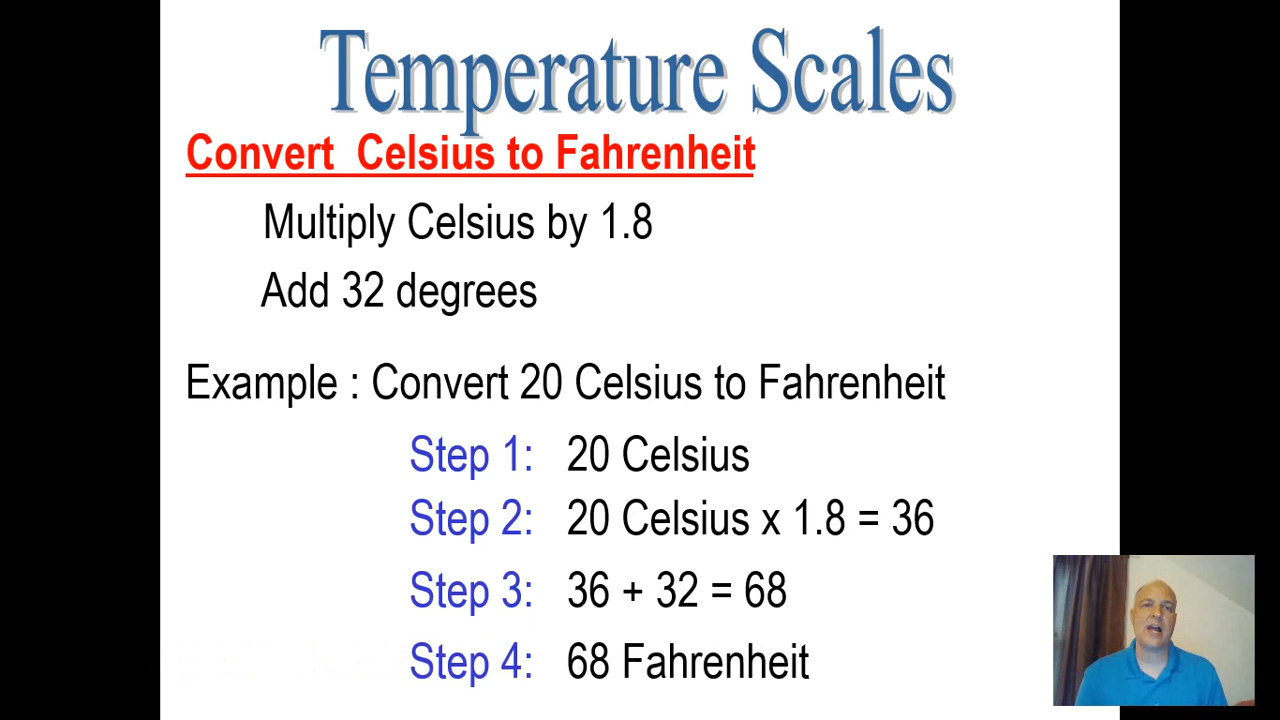 Temperature Scales
Convert Celsius to Fahrenheit
Multiply Celsius by 1.8
Add 32 degrees
Example : Convert 20 Celsius to Fahrenheit
Step 1: 20 Celsius
Step 2: 20 Celsius x 1.8 = 36
Step 3: 36 + 32 = 68
Step 4: 68 Fahrenheit